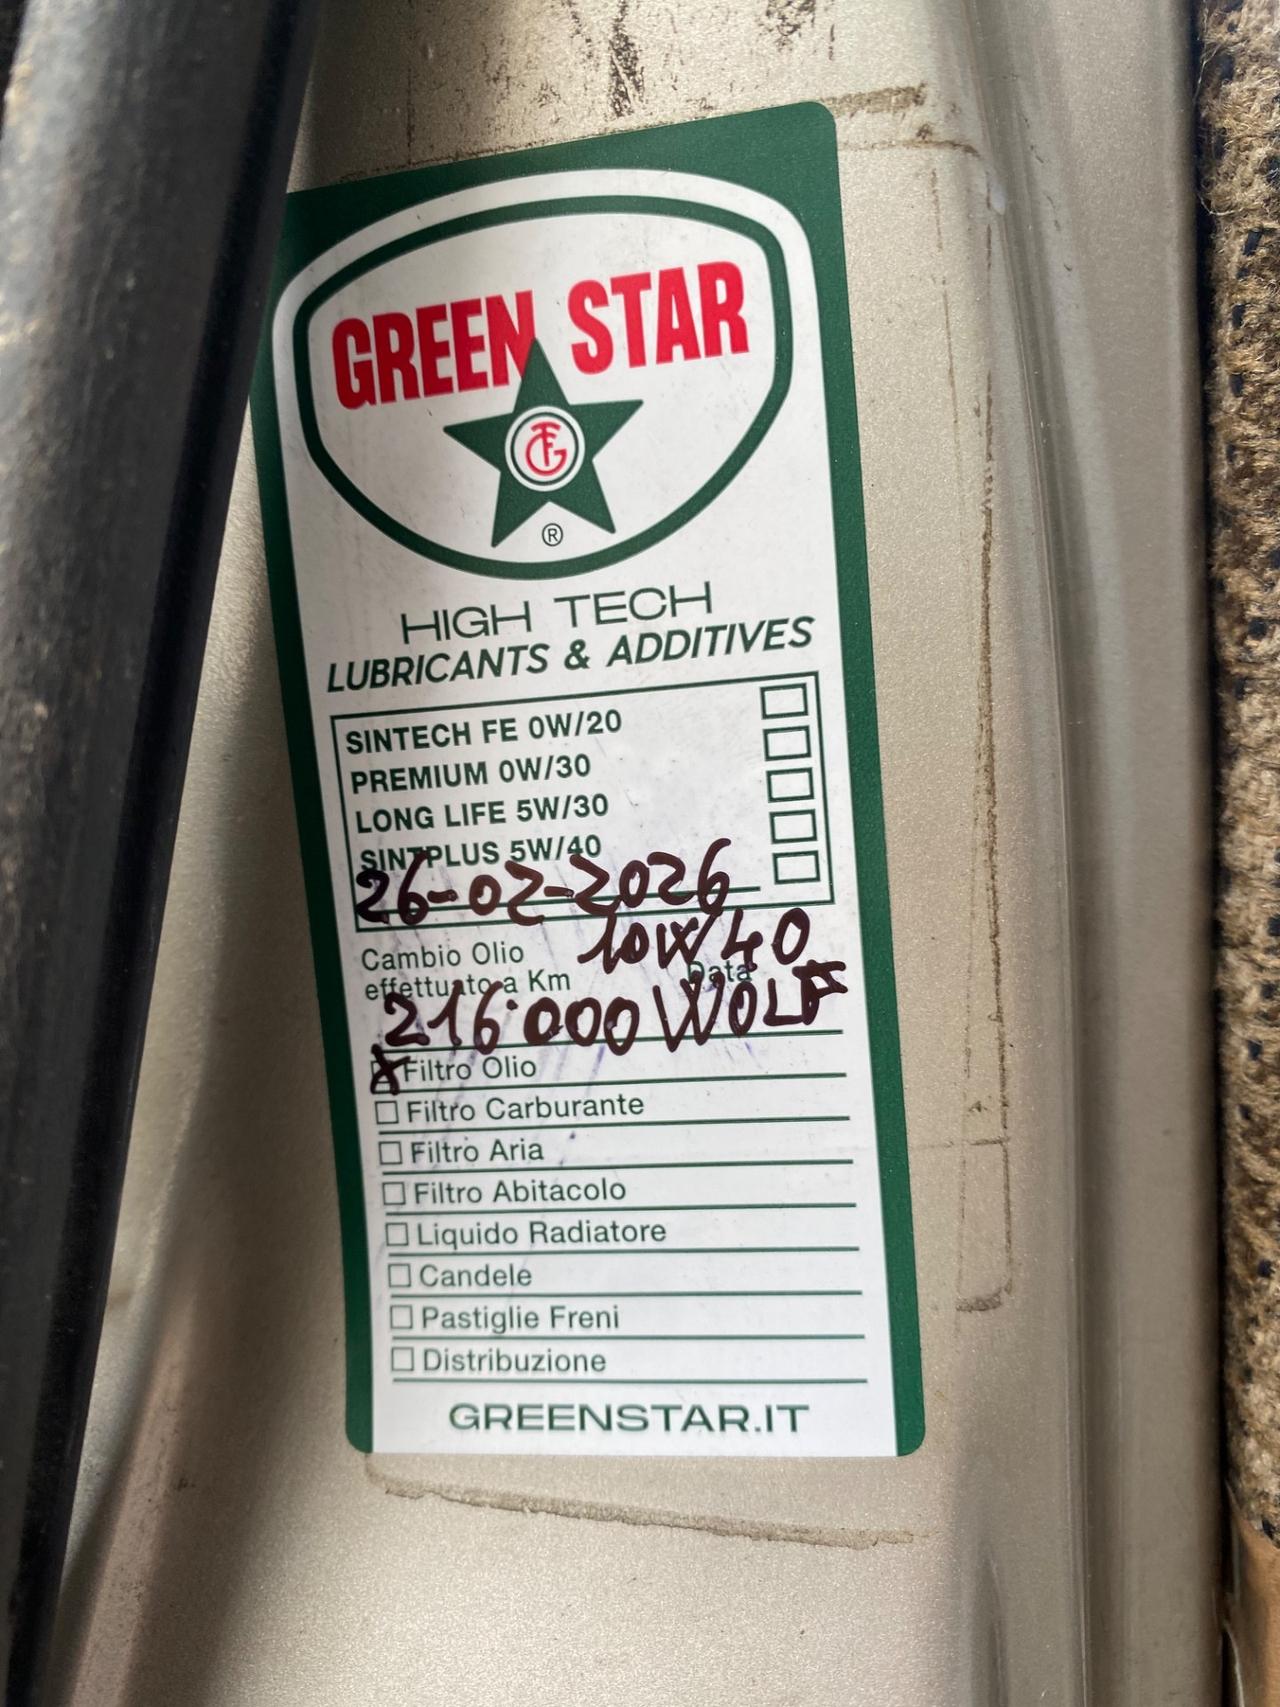 GREEN STAR
®
HIGH TECH
LUBRICANTS & ADDITIVES
SINTECH FE 0W/20
PREMIUM 0W/30
LONG LIFE 5W/30
SINTPLUS 5W/40
26-02-2026
Cambio Olio 10W40
effettuato a Km Data
216.000 WOLF
Filtro Olio
Filtro Carburante
Filtro Aria
Filtro Abitacolo
Liquido Radiatore
Candele
Pastiglie Freni
Distribuzione
GREENSTAR.IT